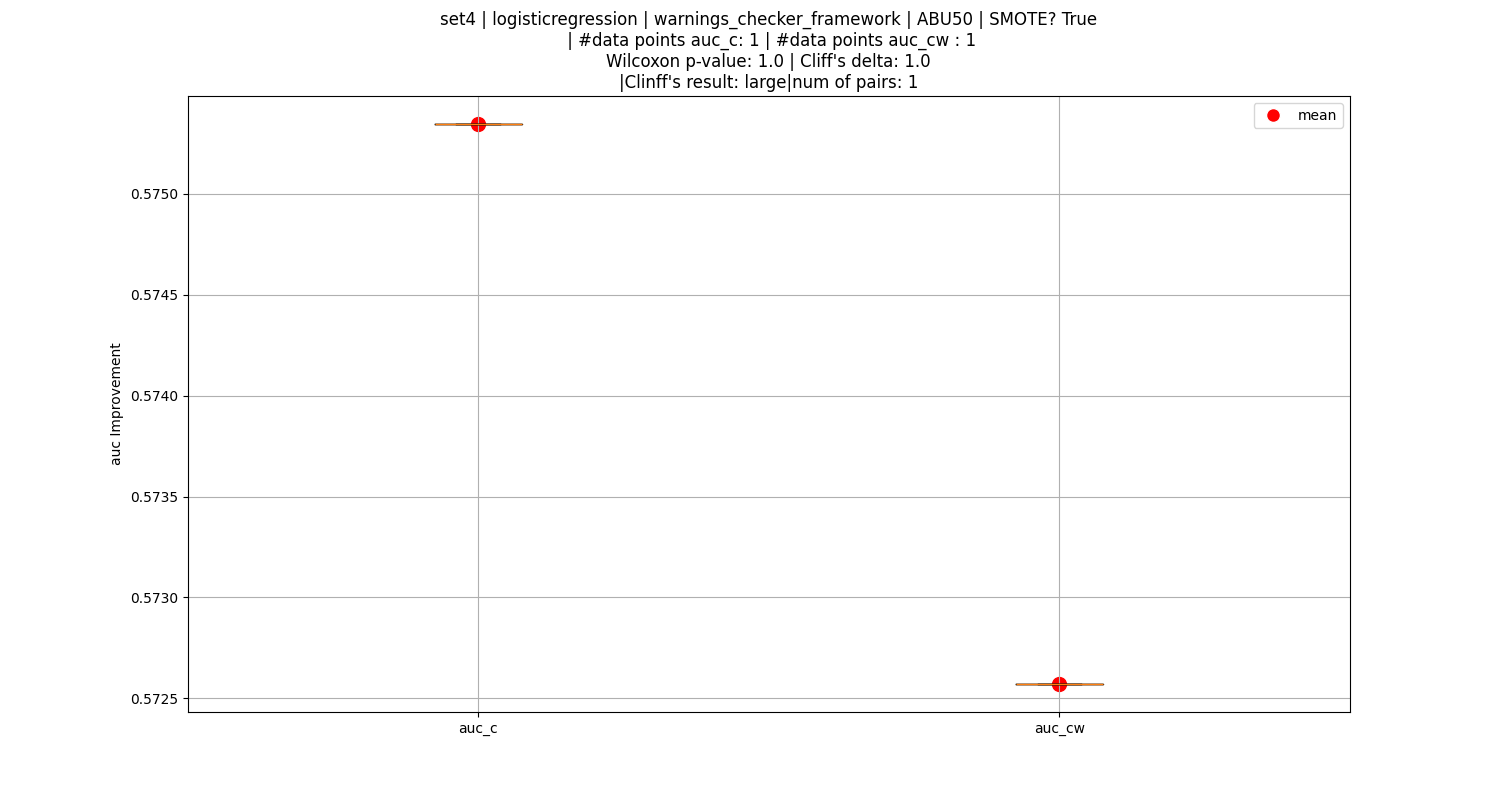 set4 | logisticregression | warnings_checker_framework | ABU50 | SMOTE? True
| #data points auc_c: 1 | #data points auc_cw : 1
Wilcoxon p-value: 1.0 | Cliff's delta: 1.0
|Clinff's result: large|num of pairs: 1
mean
0.5750
0.5745
0.5740
0.5735
0.5730
0.5725
auc Improvement
auc_c
auc_cw